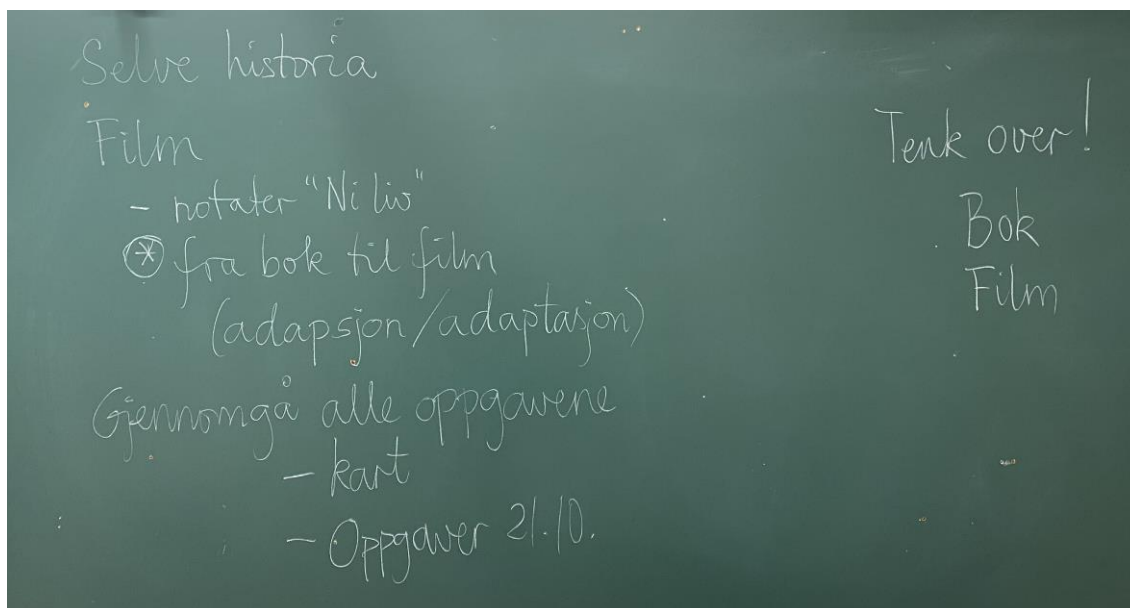 Selve historia
Film
- notater "Ni liv"
⊛ fra bok til film
(adapsjon/adaptasjon)
Gjennomgå alle oppgavene
- kart
- Oppgaver 21.10.
Tenk over!
Bok
Film